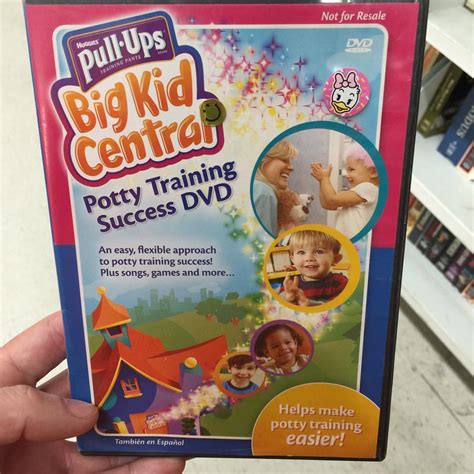 Not for Resale
HUGGIES
PULL·UPS
TRAINING PANTS
DVD
Big Kid
Central
Potty Training
Success DVD
An easy, flexible approach
to potty training success!
Plus songs, games and more...
Helps make
potty training
easier!
También en Español